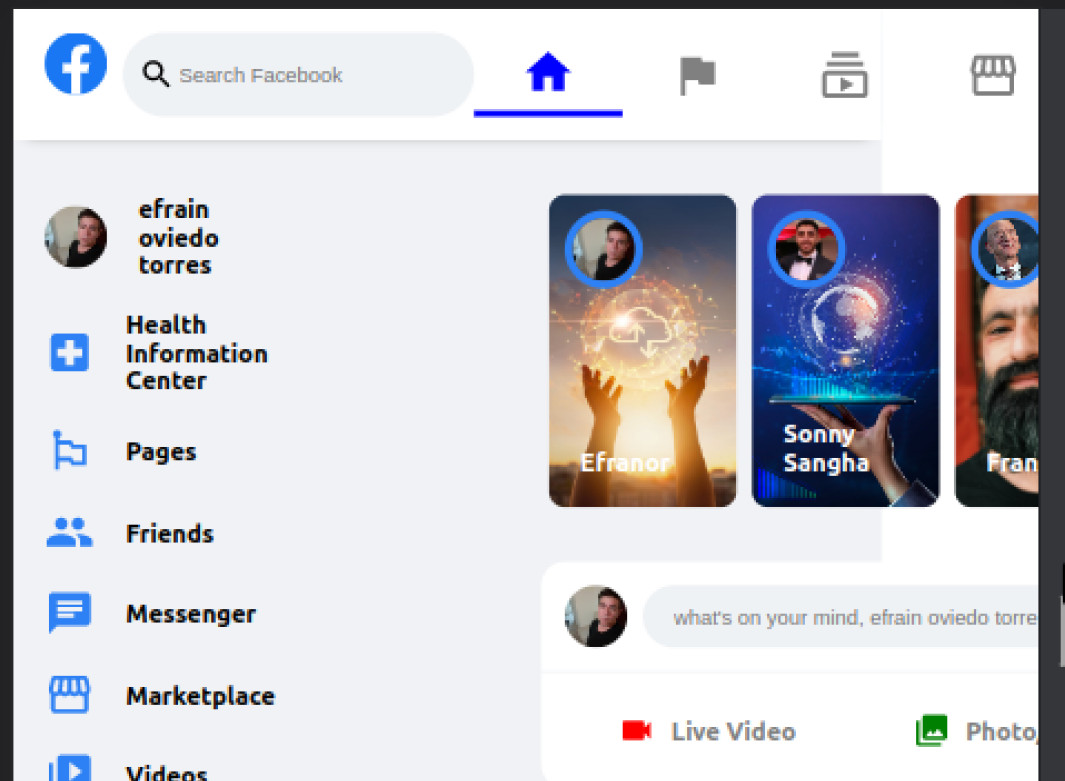 Search Facebook
efrain
oviedo
torres
Health
Information
Center
Pages
Friends
Messenger
Marketplace
Videos
Efranor
Sonny
Sangha
Fran
what's on your mind, efrain oviedo torre
Live Video
Photo/